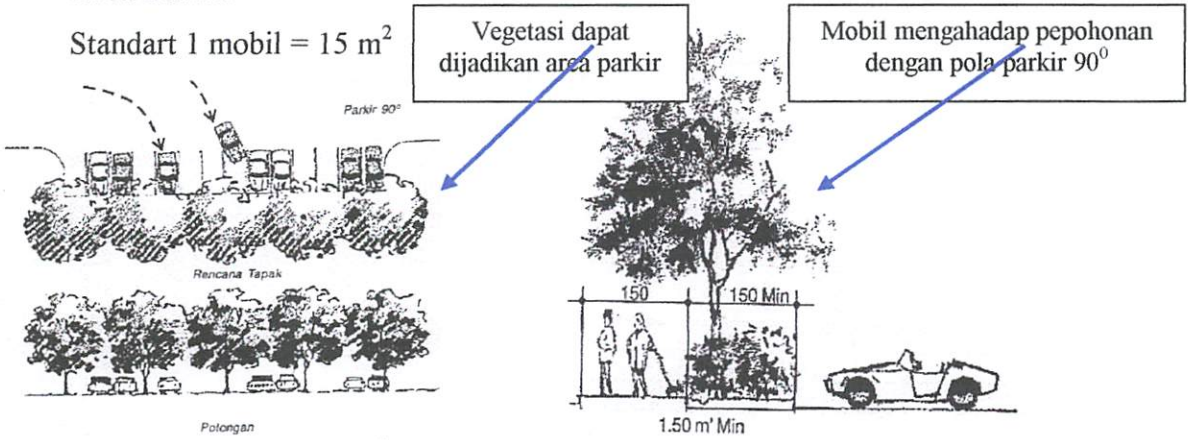 Standart 1 mobil = 15 m²
Vegetasi dapat
dijadikan area parkir
Mobil mengahadap pepohonan
dengan pola parkir 90⁰
Parkir 90°
Rencana Tapak
Potongan
150
150 Min
1.50 m' Min